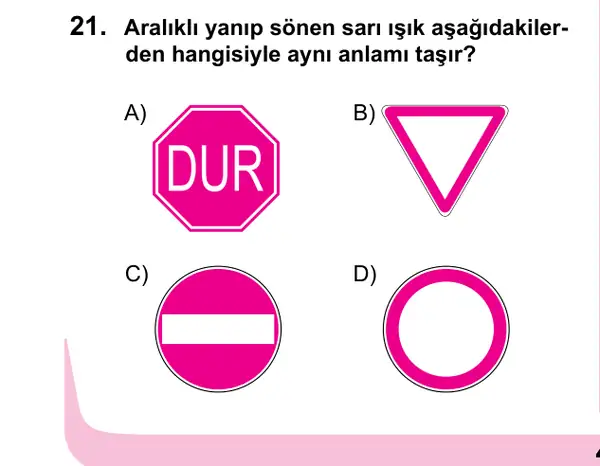 21. Aralıklı yanıp sönen sarı ışık aşağıdakiler-
den hangisiyle aynı anlamı taşır?
A)
DUR
B)
C)
D)